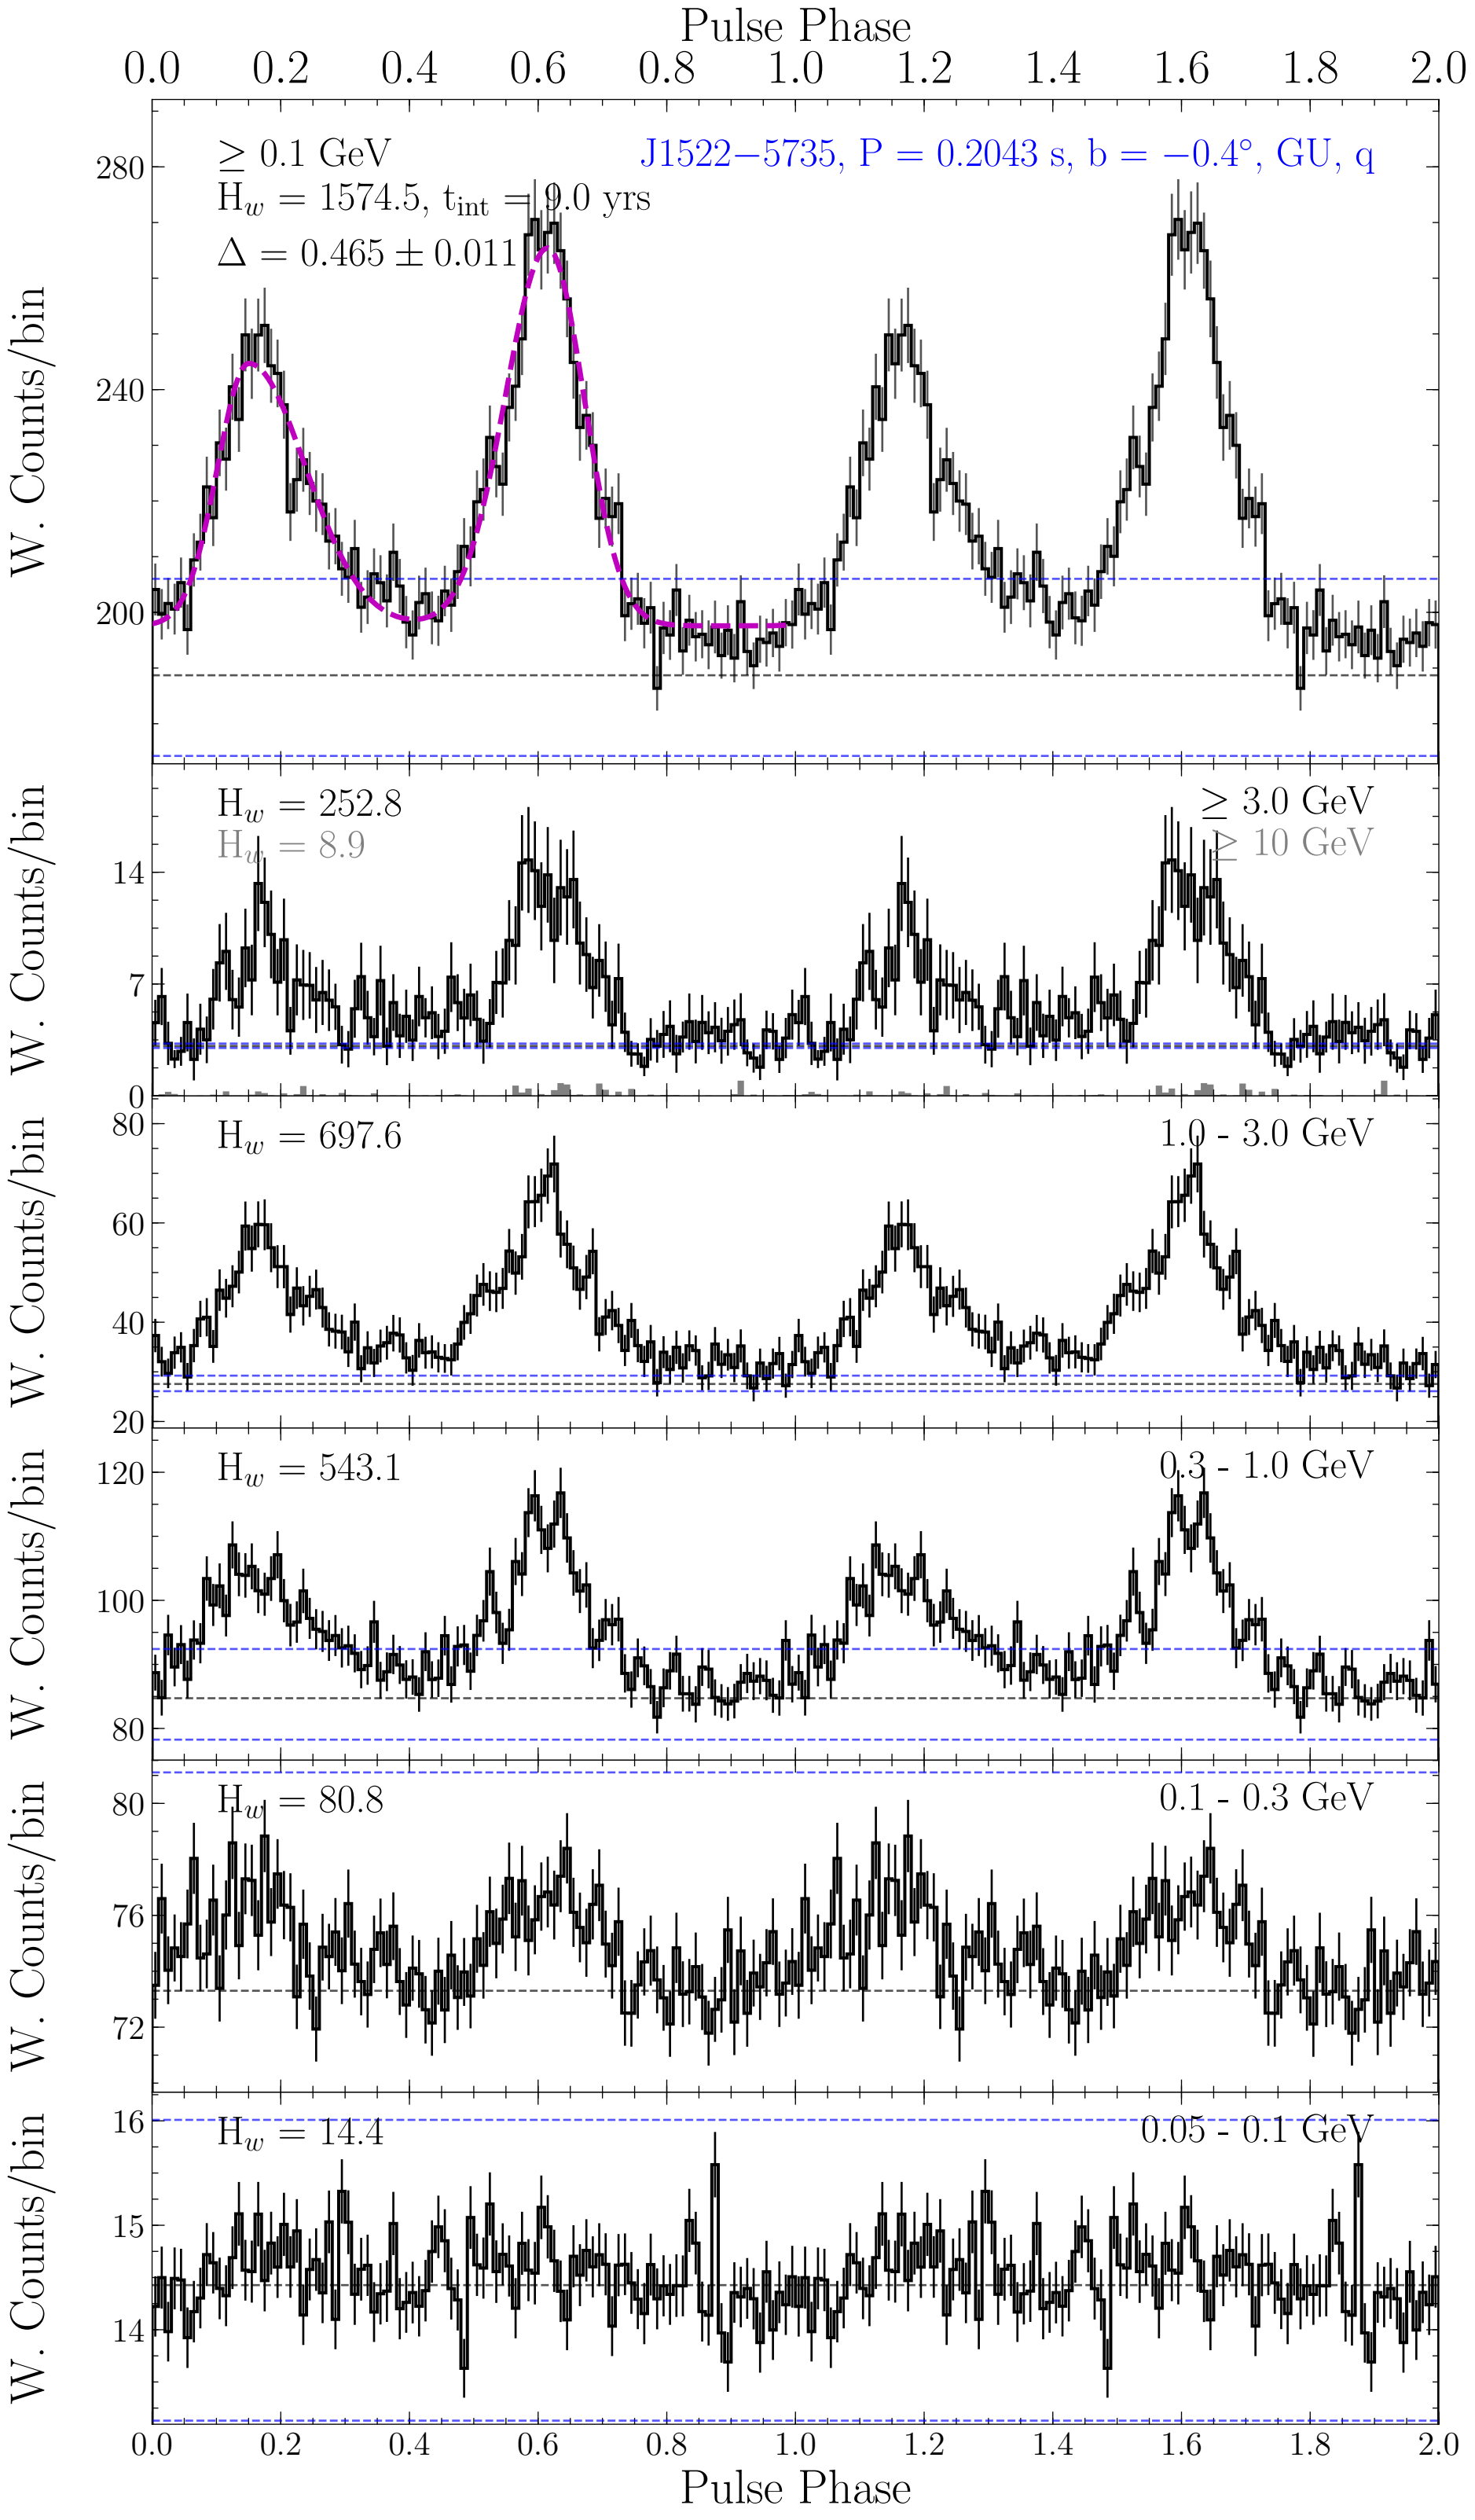 Pulse Phase
0.0 0.2 0.4 0.6 0.8 1.0 1.2 1.4 1.6 1.8 2.0
≥ 0.1 GeV
J1522−5735, P = 0.2043 s, b = −0.4°, GU, q
H_w = 1574.5, t_int = 9.0 yrs
Δ = 0.465 ± 0.011
280
240
200
W. Counts/bin
H_w = 252.8
≥ 3.0 GeV
H_w = 8.9
≥ 10 GeV
14
7
0
W. Counts/bin
H_w = 697.6
1.0 - 3.0 GeV
80
60
40
20
W. Counts/bin
H_w = 543.1
0.3 - 1.0 GeV
120
100
80
W. Counts/bin
H_w = 80.8
0.1 - 0.3 GeV
80
76
72
W. Counts/bin
H_w = 14.4
0.05 - 0.1 GeV
16
15
14
W. Counts/bin
0.0 0.2 0.4 0.6 0.8 1.0 1.2 1.4 1.6 1.8 2.0
Pulse Phase